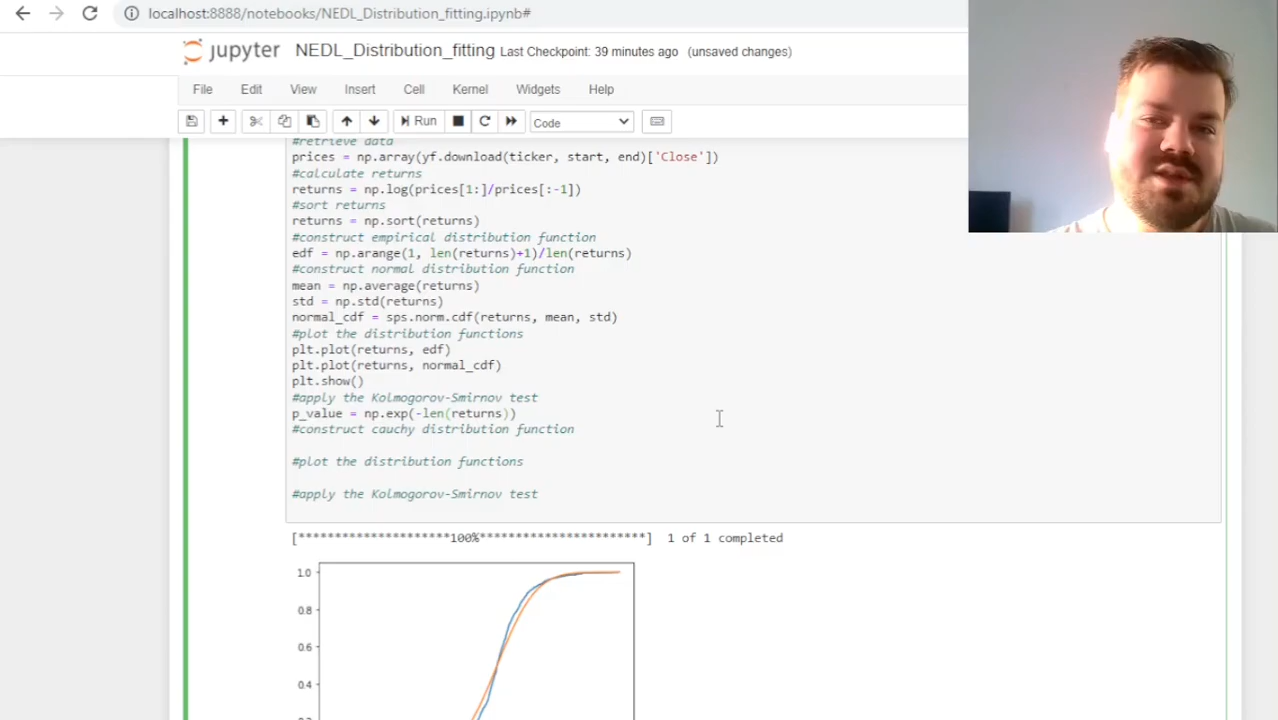 localhost:8888/notebooks/NEDL_Distribution_fitting.ipynb#
jupyter NEDL_Distribution_fitting Last Checkpoint: 39 minutes ago (unsaved changes)
File Edit View Insert Cell Kernel Widgets Help
Run Code
#retrieve data
prices = np.array(yf.download(ticker, start, end)['Close'])
#calculate returns
returns = np.log(prices[1:]/prices[:-1])
#sort returns
returns = np.sort(returns)
#construct empirical distribution function
edf = np.arange(1, len(returns)+1)/len(returns)
#construct normal distribution function
mean = np.average(returns)
std = np.std(returns)
normal_cdf = sps.norm.cdf(returns, mean, std)
#plot the distribution functions
plt.plot(returns, edf)
plt.plot(returns, normal_cdf)
plt.show()
#apply the Kolmogorov-Smirnov test
p_value = np.exp(-len(returns))
#construct cauchy distribution function
#plot the distribution functions
#apply the Kolmogorov-Smirnov test
[*********************100%***********************] 1 of 1 completed
1.0
0.8
0.6
0.4